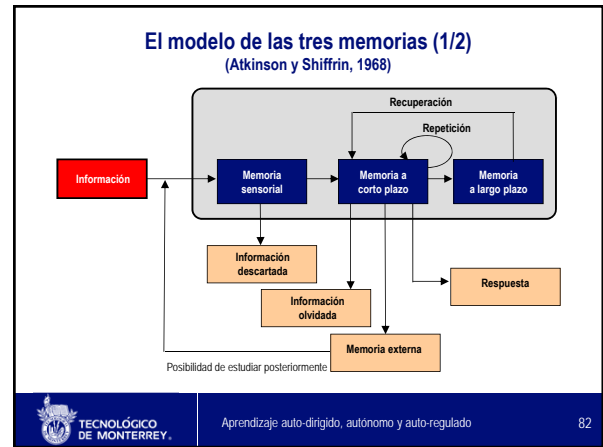 El modelo de las tres memorias (1/2)
(Atkinson y Shiffrin, 1968)
Recuperación
Repetición
Información
Memoria
sensorial
Memoria a
corto plazo
Memoria
a largo plazo
Información
descartada
Información
olvidada
Respuesta
Memoria externa
Posibilidad de estudiar posteriormente
TECNOLÓGICO
DE MONTERREY.
Aprendizaje auto-dirigido, autónomo y auto-regulado
82